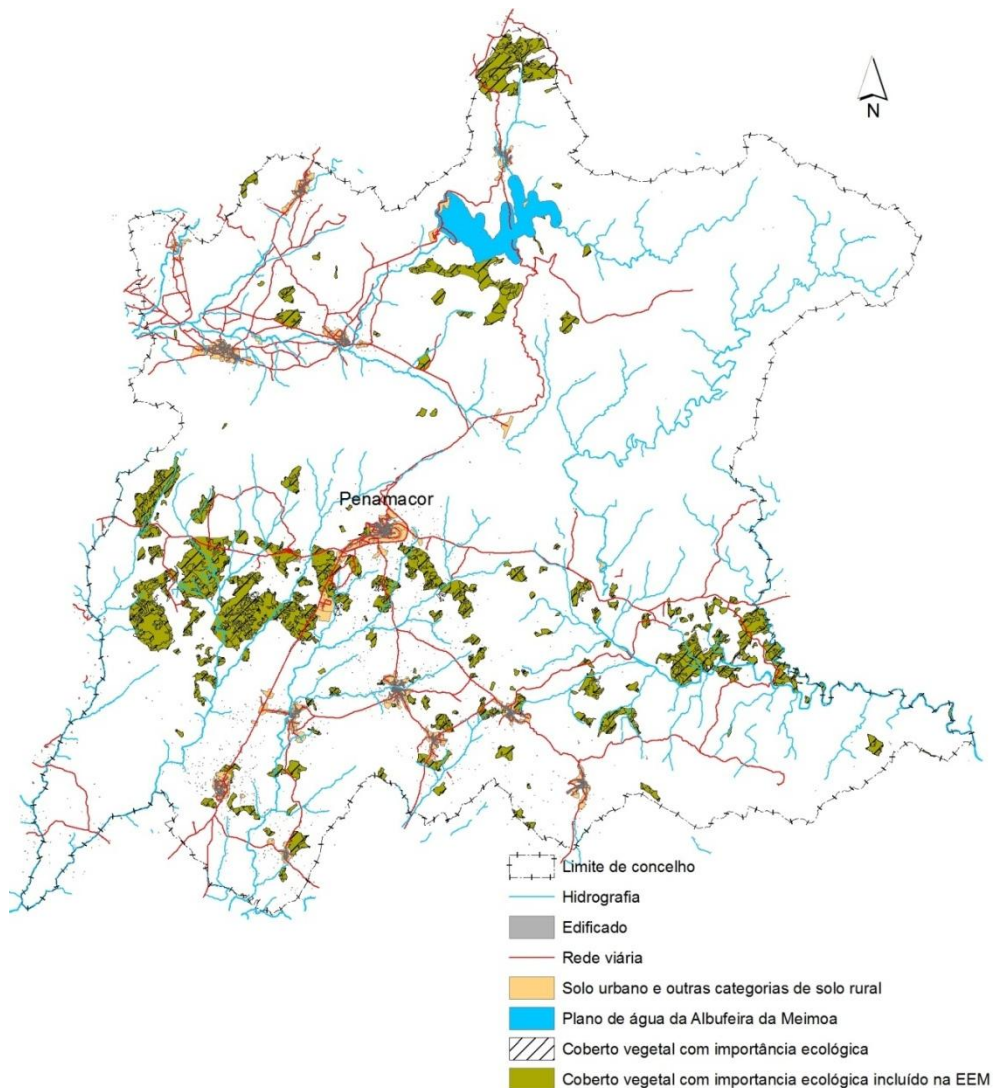 N
Penamacor
Limite de concelho
Hidrografia
Edificado
Rede viária
Solo urbano e outras categorias de solo rural
Plano de água da Albufeira da Meimoa
Coberto vegetal com importância ecológica
Coberto vegetal com importancia ecológica incluído na EEM